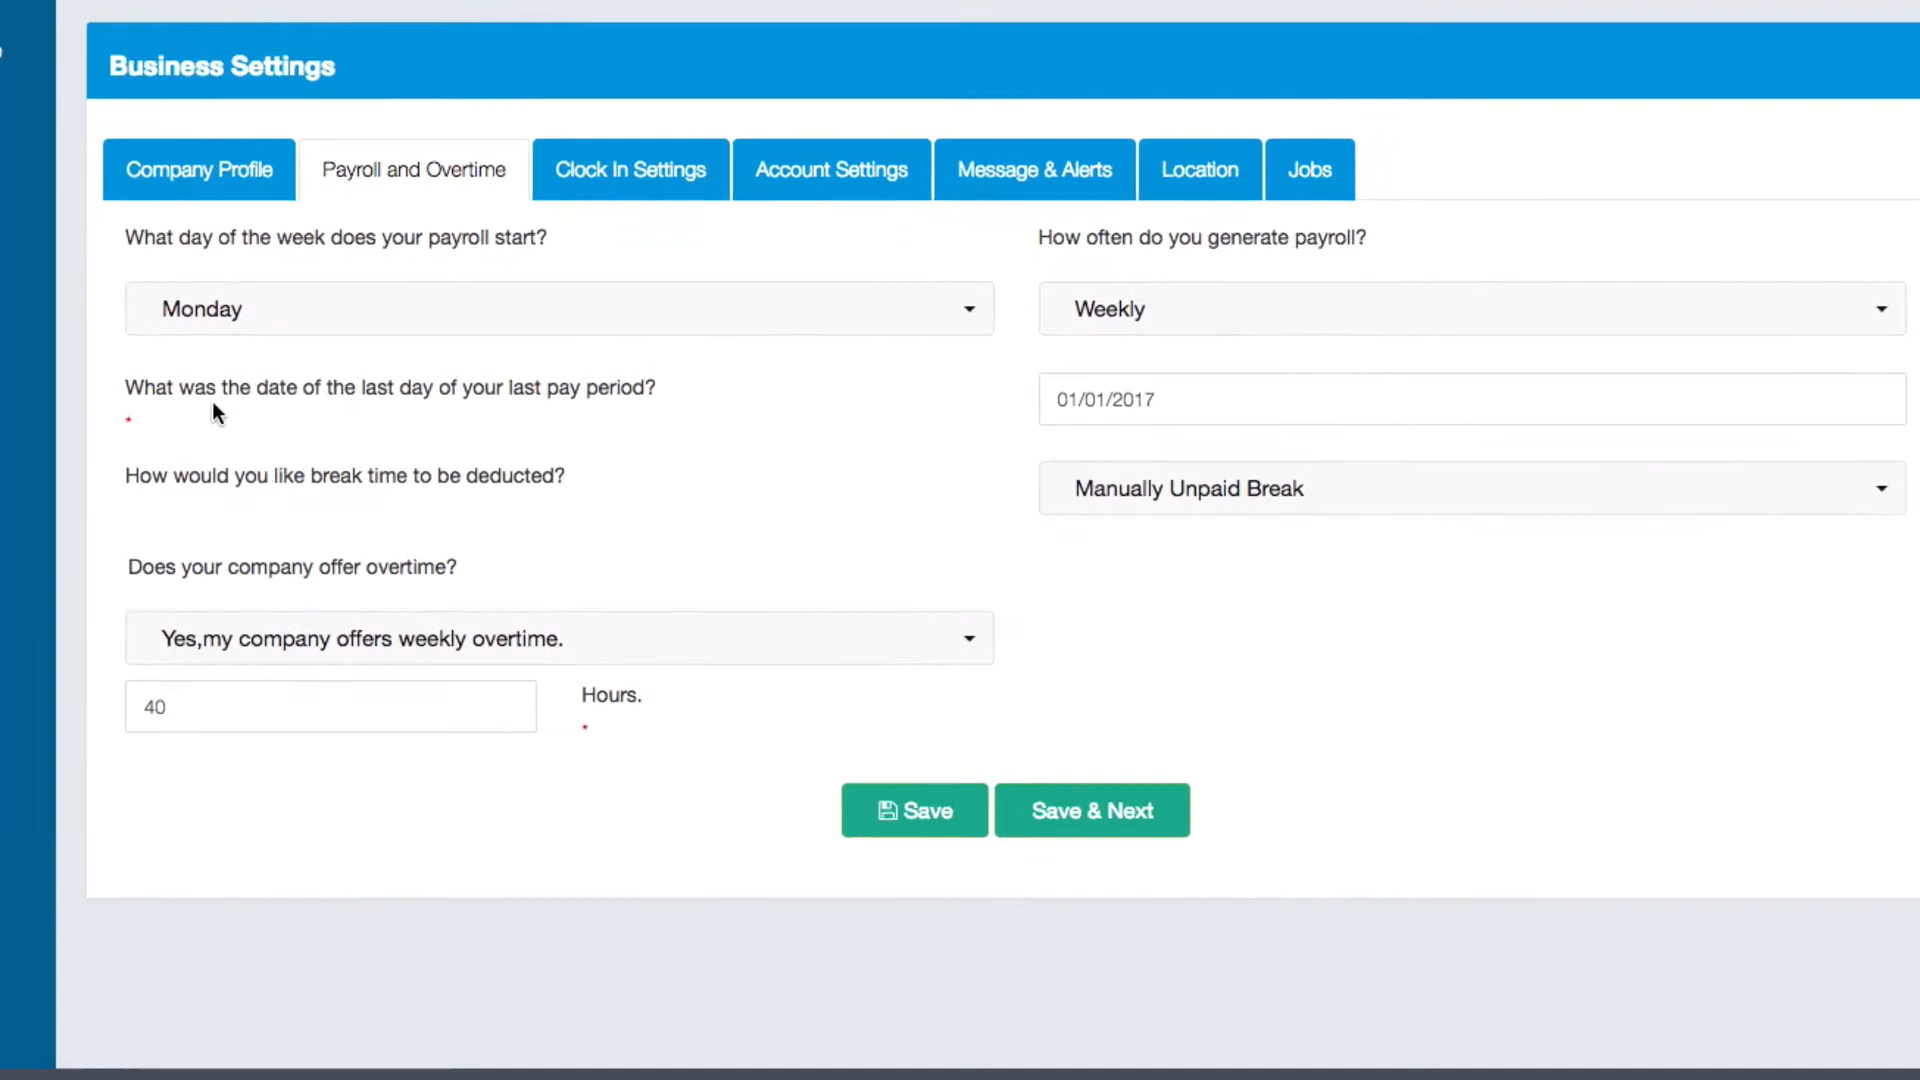 Business Settings
Company Profile
Payroll and Overtime
Clock In Settings
Account Settings
Message & Alerts
Location
Jobs
What day of the week does your payroll start?
How often do you generate payroll?
Monday
Weekly
What was the date of the last day of your last pay period?
*
01/01/2017
How would you like break time to be deducted?
Manually Unpaid Break
Does your company offer overtime?
Yes,my company offers weekly overtime.
40
Hours.
*
Save
Save & Next